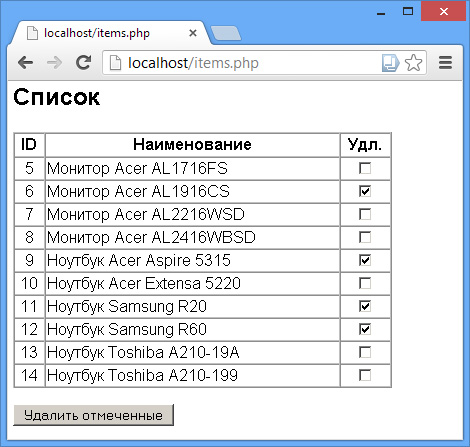 localhost/items.php
localhost/items.php
Список
ID Наименование Удл.
5 Монитор Acer AL1716FS
6 Монитор Acer AL1916CS
7 Монитор Acer AL2216WSD
8 Монитор Acer AL2416WBSD
9 Ноутбук Acer Aspire 5315
10 Ноутбук Acer Extensa 5220
11 Ноутбук Samsung R20
12 Ноутбук Samsung R60
13 Ноутбук Toshiba A210-19A
14 Ноутбук Toshiba A210-199
Удалить отмеченные